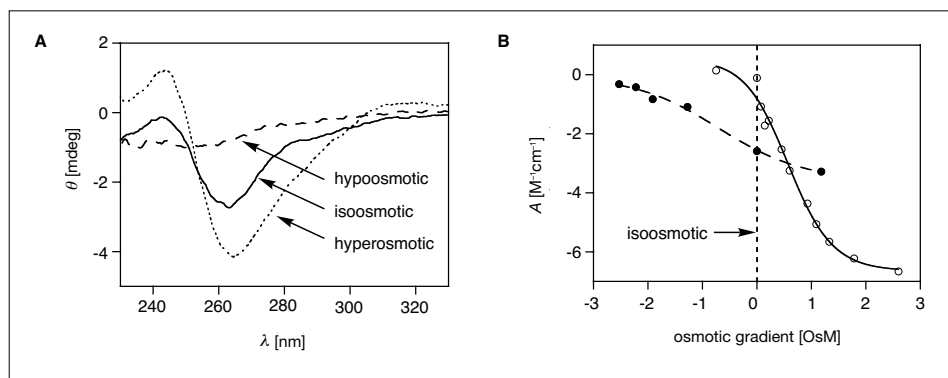 A
2
0
-2
-4
θ [mdeg]
hypoosmotic
isoosmotic
hyperosmotic
240 260 280 300 320
λ [nm]
B
0
-2
-4
-6
A [M⁻¹cm⁻¹]
isoosmotic
-3 -2 -1 0 1 2 3
osmotic gradient [OsM]